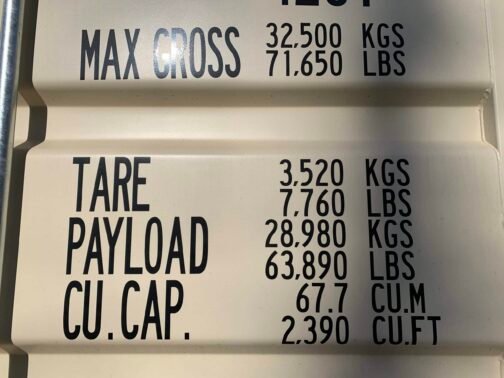 MAX GROSS 32,500 KGS
71,650 LBS
TARE 3,520 KGS
7,760 LBS
PAYLOAD 28,980 KGS
63,890 LBS
CU.CAP. 67.7 CU.M
2,390 CU.FT